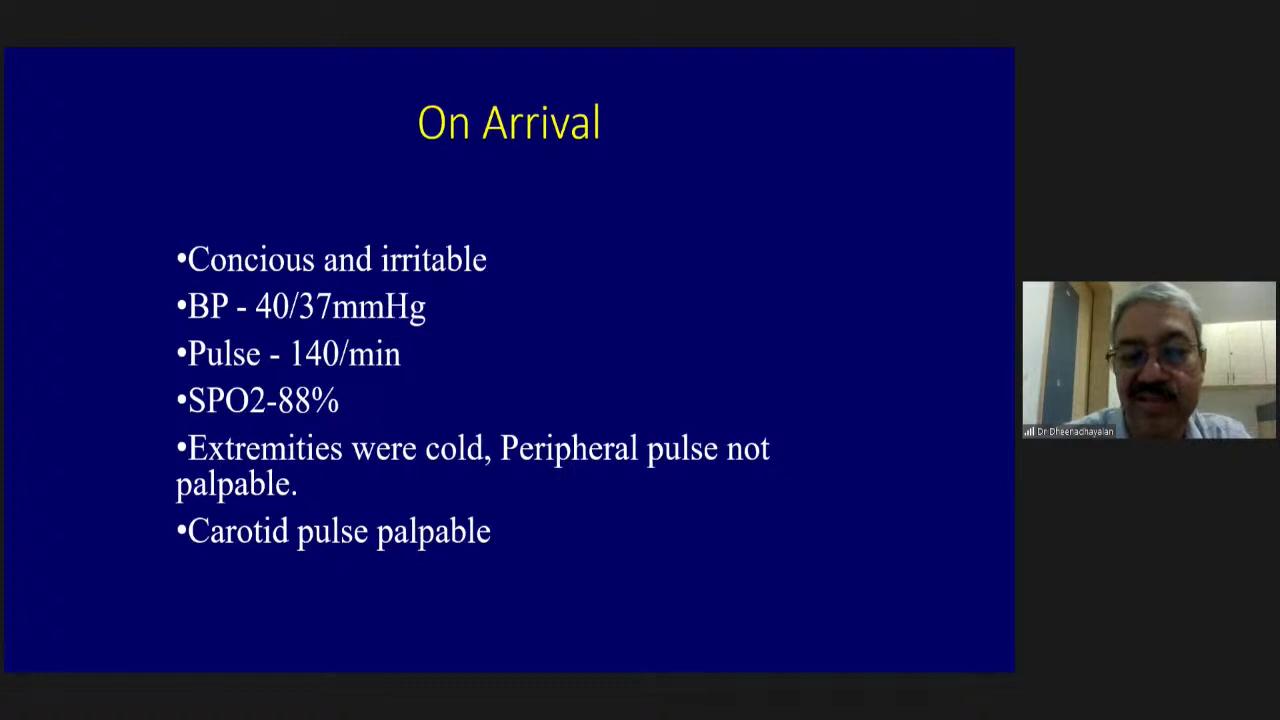 On Arrival
•Concious and irritable
•BP - 40/37mmHg
•Pulse - 140/min
•SPO2-88%
•Extremities were cold, Peripheral pulse not
palpable.
•Carotid pulse palpable
Dr Dheenadhayalan